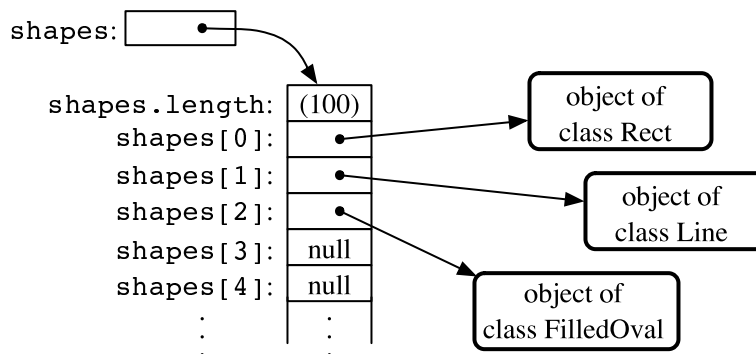 shapes:
shapes.length: (100)
shapes[0]:
shapes[1]:
shapes[2]:
shapes[3]: null
shapes[4]: null
object of
class Rect
object of
class Line
object of
class FilledOval